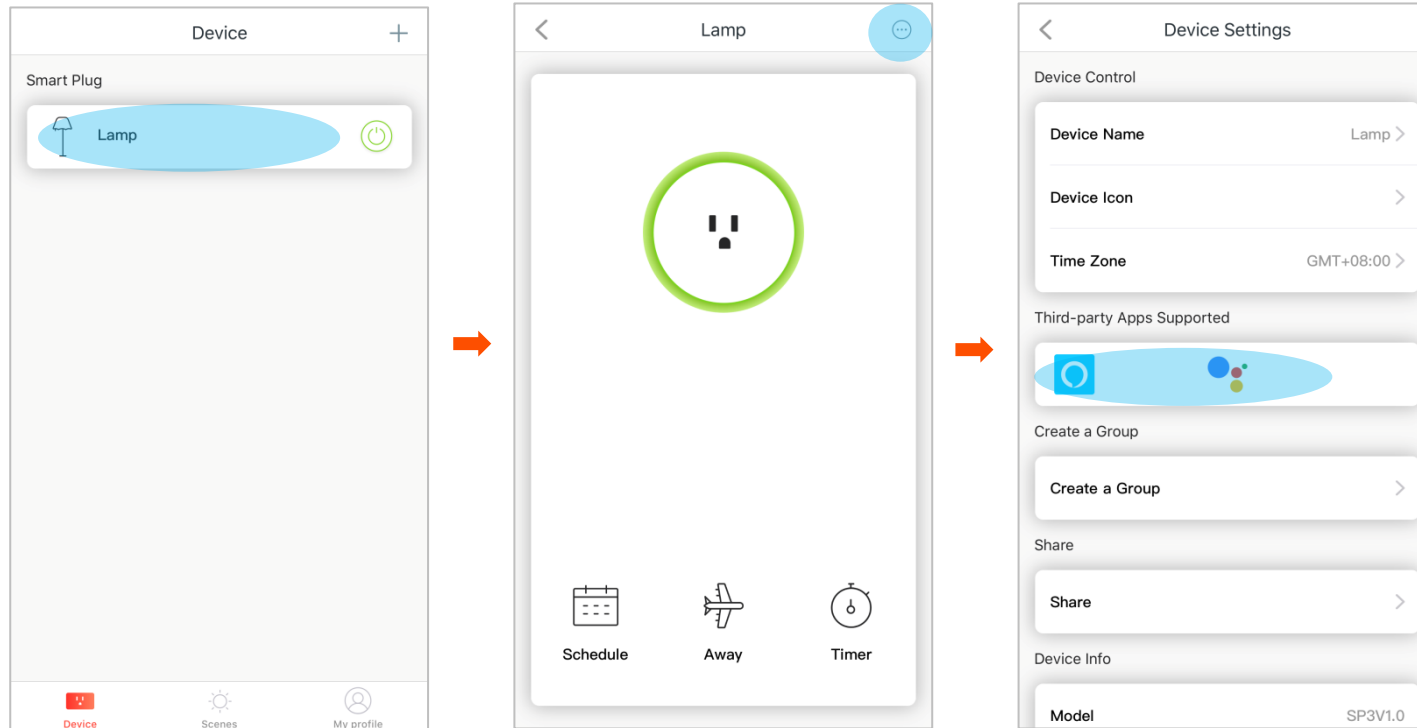 Device
Smart Plug
Lamp
Device
Scenes
My profile
Lamp
Schedule
Away
Timer
Device Settings
Device Control
Device Name
Lamp
Device Icon
Time Zone
GMT+08:00
Third-party Apps Supported
Create a Group
Create a Group
Share
Share
Device Info
Model
SP3V1.0